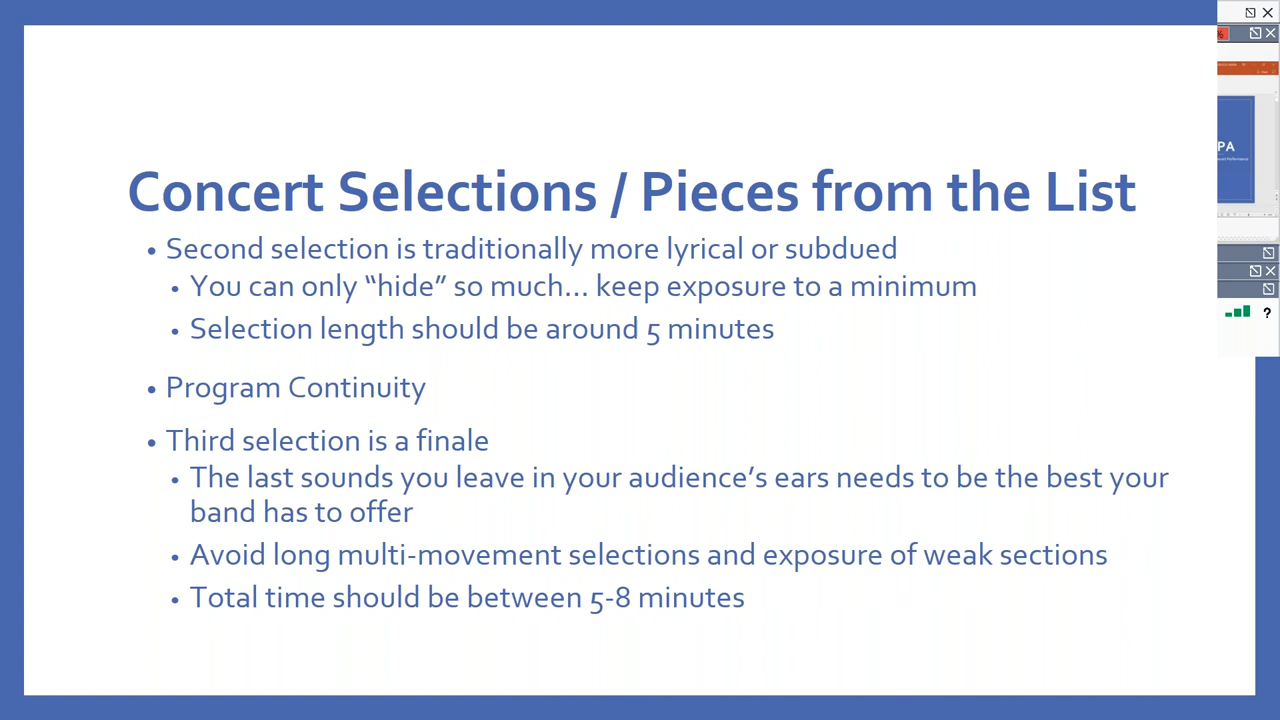 Concert Selections / Pieces from the List
• Second selection is traditionally more lyrical or subdued
• You can only “hide” so much... keep exposure to a minimum
• Selection length should be around 5 minutes
• Program Continuity
• Third selection is a finale
• The last sounds you leave in your audience’s ears needs to be the best your
band has to offer
• Avoid long multi-movement selections and exposure of weak sections
• Total time should be between 5-8 minutes
%
PA
?